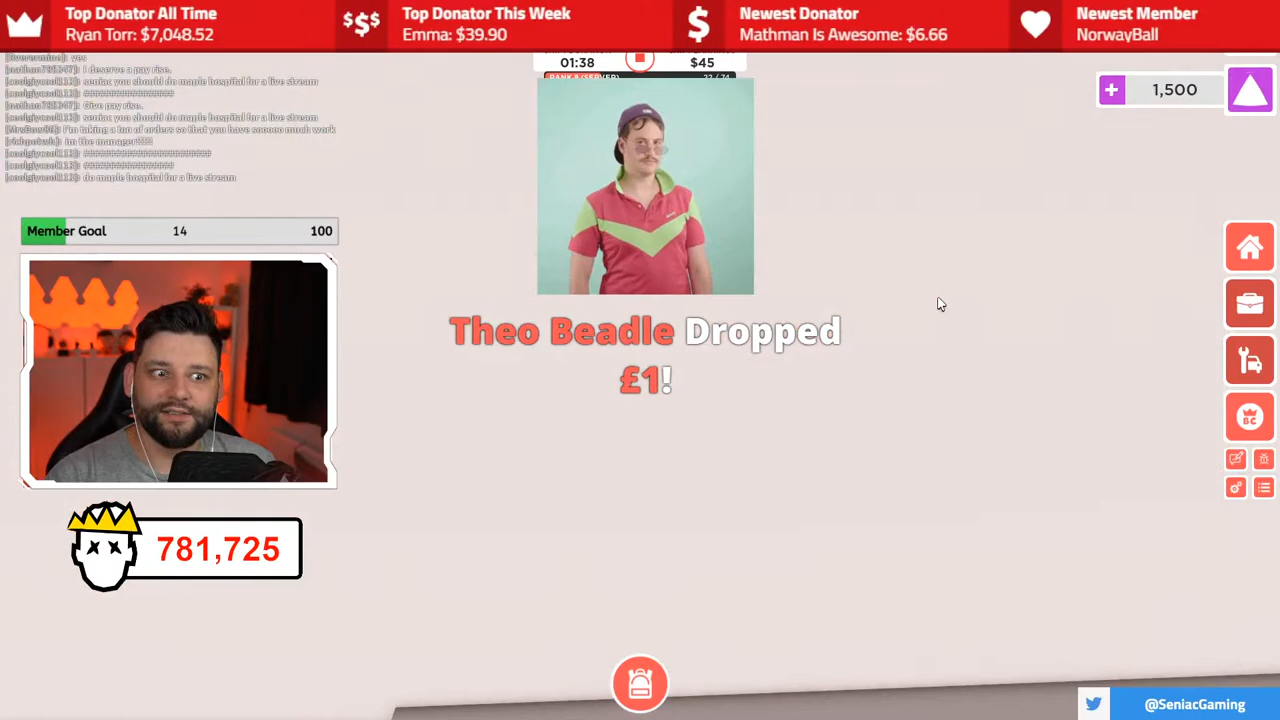 Top Donator All Time
Ryan Torr: $7,048.52
Top Donator This Week
Emma: $39.90
Newest Donator
Mathman Is Awesome: $6.66
Newest Member
NorwayBall
yes
I deserve a pay rise.
seniac you should do maple hospital for a live stream
Give pay rise.
seniac you should do maple hospital for a live stream
I'm taking a ton of orders so that you have sooooo much work
im the manager!!!!
do maple hospital for a live stream
01:38
$45
1,500
Member Goal 14 100
Theo Beadle Dropped
£1!
BC
781,725
@SeniacGaming